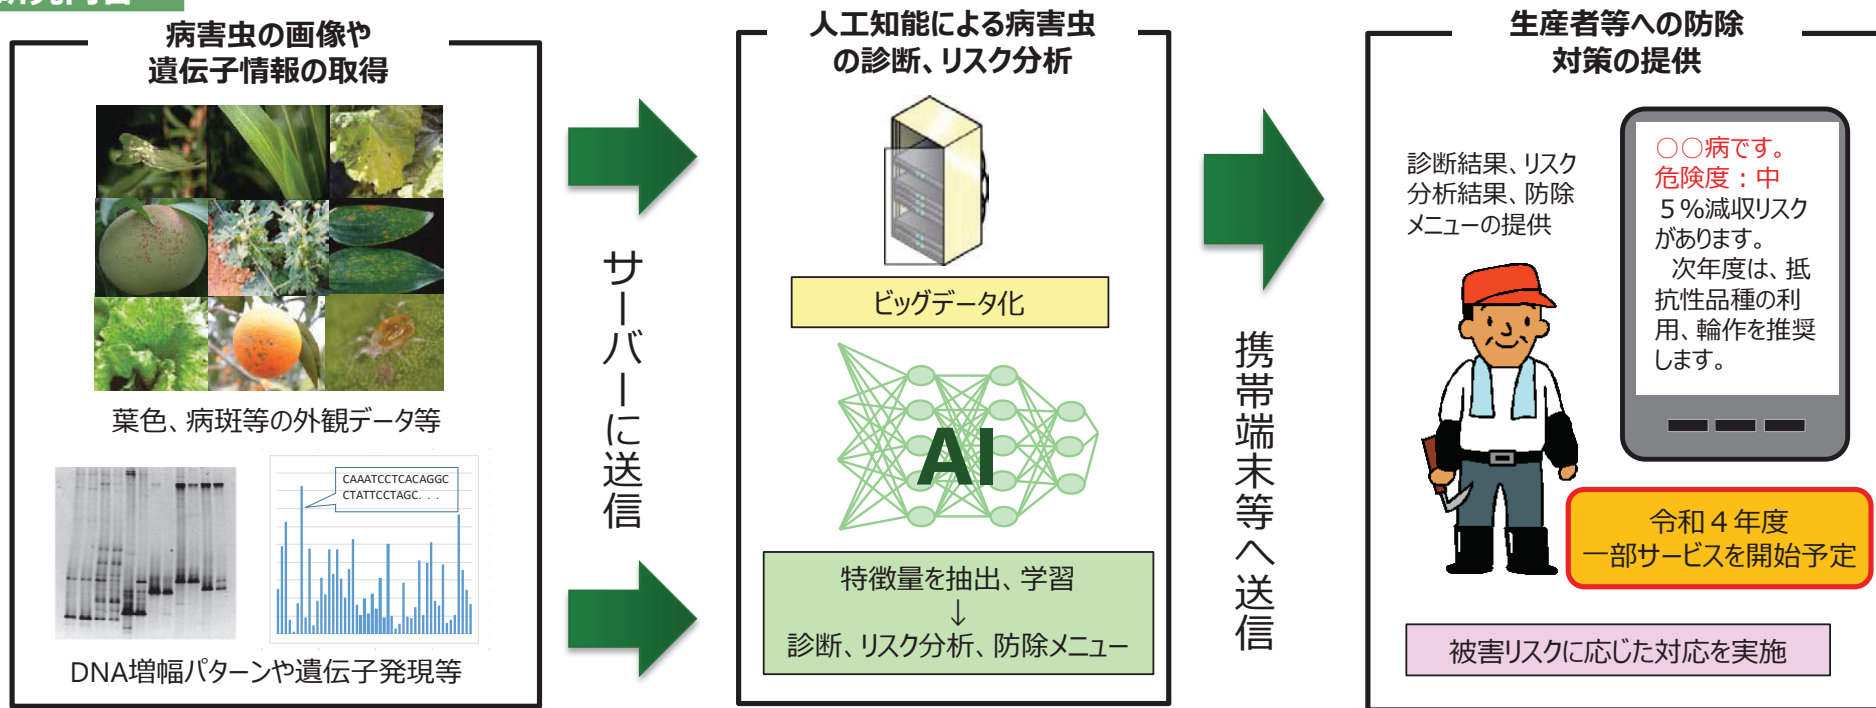 病害虫の画像や
遺伝子情報の取得
葉色、病斑等の外観データ等
CAAATCCTCACAGGC
CTATTCCTAGC. . .
DNA増幅パターンや遺伝子発現等
サーバーに送信
人工知能による病害虫
の診断、リスク分析
ビッグデータ化
AI
特徴量を抽出、学習
↓
診断、リスク分析、防除メニュー
携帯端末等へ送信
生産者等への防除
対策の提供
診断結果、リスク
分析結果、防除
メニューの提供
○○病です。
危険度：中
５％減収リスク
があります。
次年度は、抵
抗性品種の利
用、輪作を推奨
します。
令和４年度
一部サービスを開始予定
被害リスクに応じた対応を実施